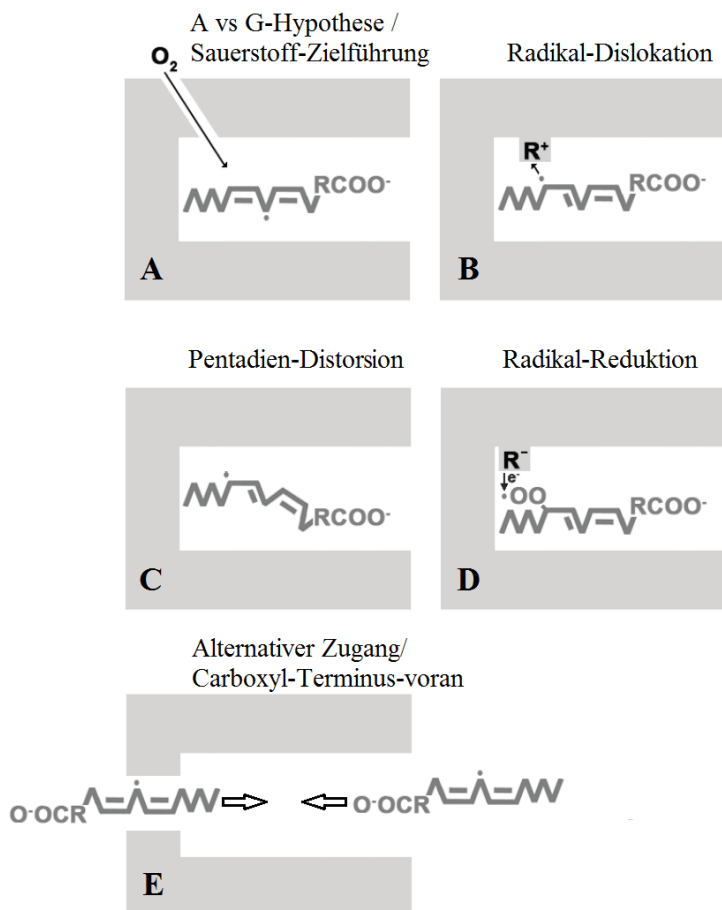 A vs G-Hypothese /
Sauerstoff-Zielführung
O₂
RCOO⁻
A
Radikal-Dislokation
R⁺
RCOO⁻
B
Pentadien-Distorsion
RCOO⁻
C
Radikal-Reduktion
R⁻
e⁻
·OO
RCOO⁻
D
Alternativer Zugang/
Carboxyl-Terminus-voran
O⁻OCR
O⁻OCR
E